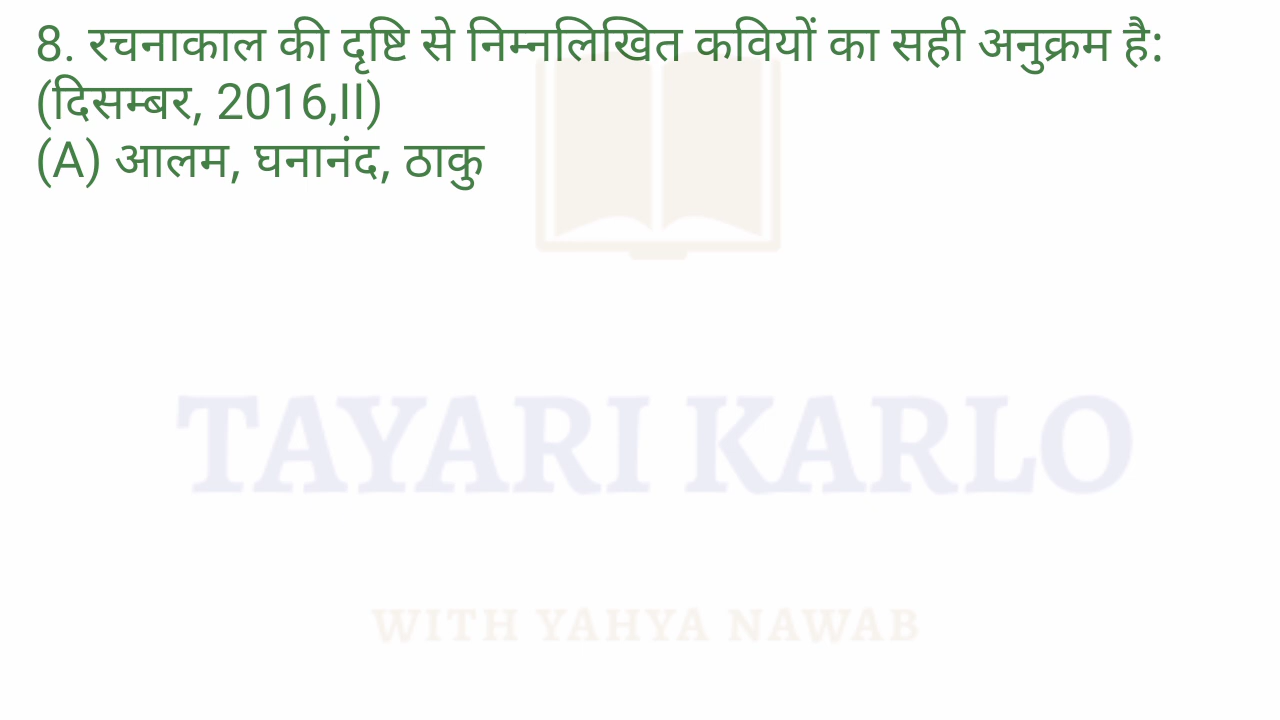 8. रचनाकाल की दृष्टि से निम्नलिखित कवियों का सही अनुक्रम है:
(दिसम्बर, 2016,II)
(A) आलम, घनानंद, ठाकु
TAYARI KARLO
WITH YAHYA NAWAB